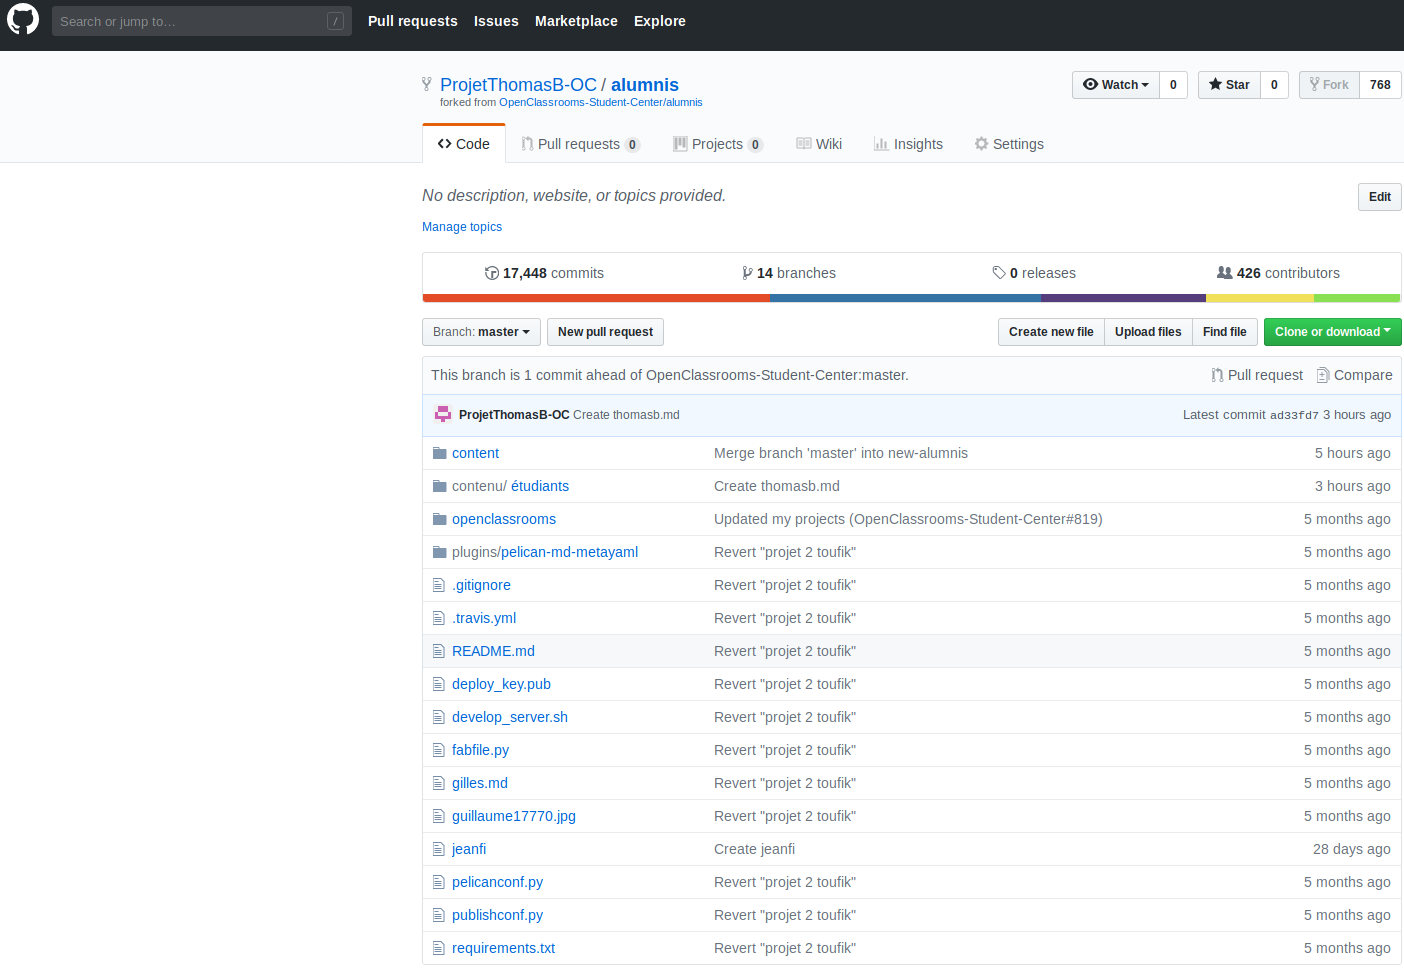 Search or jump to... /
Pull requests Issues Marketplace Explore
ProjetThomasB-OC / alumnis
forked from OpenClassrooms-Student-Center/alumnis
Watch 0 Star 0 Fork 768
Code Pull requests 0 Projects 0 Wiki Insights Settings
No description, website, or topics provided.
Edit
Manage topics
17,448 commits 14 branches 0 releases 426 contributors
Branch: master New pull request Create new file Upload files Find file Clone or download
This branch is 1 commit ahead of OpenClassrooms-Student-Center:master. Pull request Compare
ProjetThomasB-OC Create thomasb.md Latest commit ad33fd7 3 hours ago
content Merge branch 'master' into new-alumnis 5 hours ago
contenu/ étudiants Create thomasb.md 3 hours ago
openclassrooms Updated my projects (OpenClassrooms-Student-Center#819) 5 months ago
plugins/pelican-md-metayaml Revert "projet 2 toufik" 5 months ago
.gitignore Revert "projet 2 toufik" 5 months ago
.travis.yml Revert "projet 2 toufik" 5 months ago
README.md Revert "projet 2 toufik" 5 months ago
deploy_key.pub Revert "projet 2 toufik" 5 months ago
develop_server.sh Revert "projet 2 toufik" 5 months ago
fabfile.py Revert "projet 2 toufik" 5 months ago
gilles.md Revert "projet 2 toufik" 5 months ago
guillaume17770.jpg Revert "projet 2 toufik" 5 months ago
jeanfi Create jeanfi 28 days ago
pelicanconf.py Revert "projet 2 toufik" 5 months ago
publishconf.py Revert "projet 2 toufik" 5 months ago
requirements.txt Revert "projet 2 toufik" 5 months ago